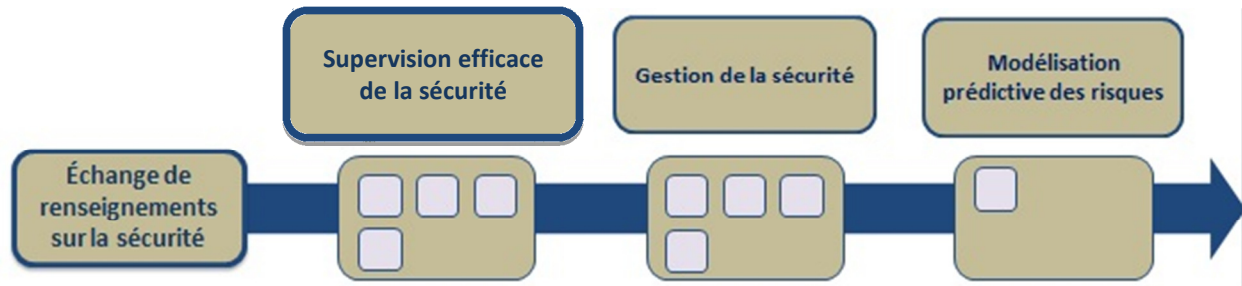 Supervision efficace
de la sécurité
Gestion de la sécurité
Modélisation
prédictive des risques
Échange de
renseignements
sur la sécurité